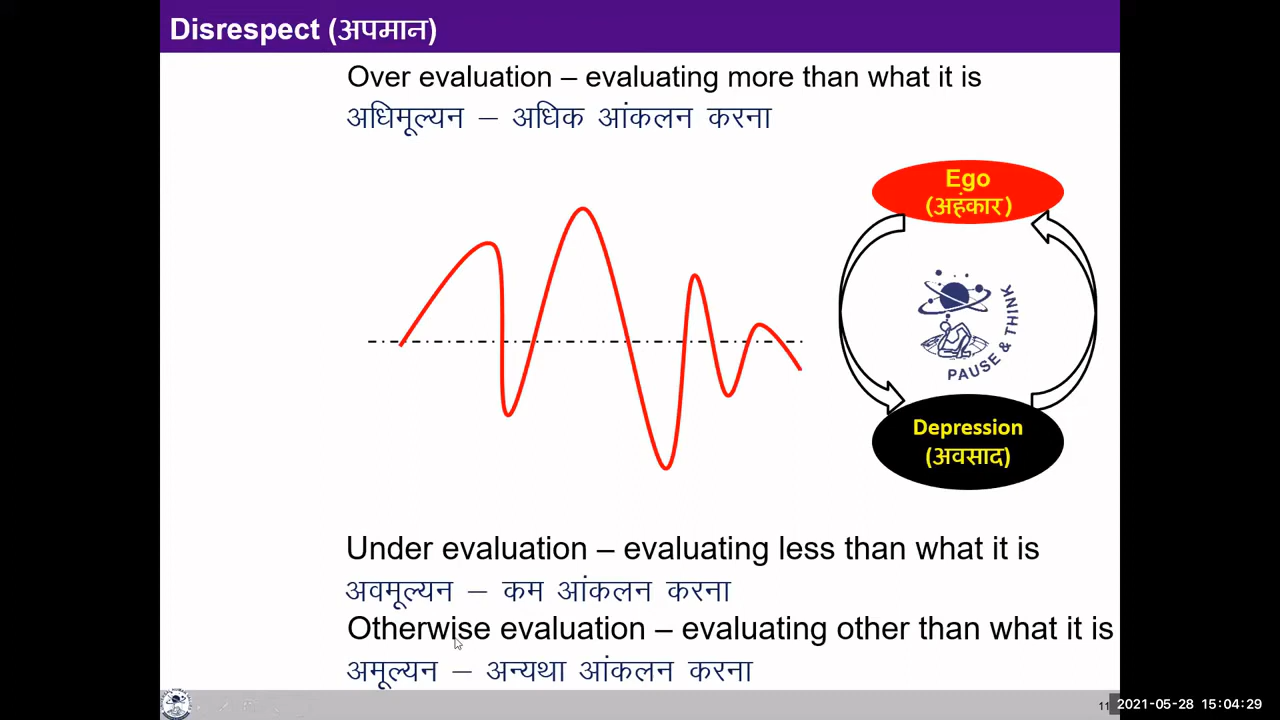 Disrespect (अपमान)
Over evaluation – evaluating more than what it is
अधिमूल्यन – अधिक आंकलन करना
Ego
(अहंकार)
PAUSE & THINK
Depression
(अवसाद)
Under evaluation – evaluating less than what it is
अवमूल्यन – कम आंकलन करना
Otherwise evaluation – evaluating other than what it is
अमूल्यन – अन्यथा आंकलन करना
2021-05-28 15:04:29